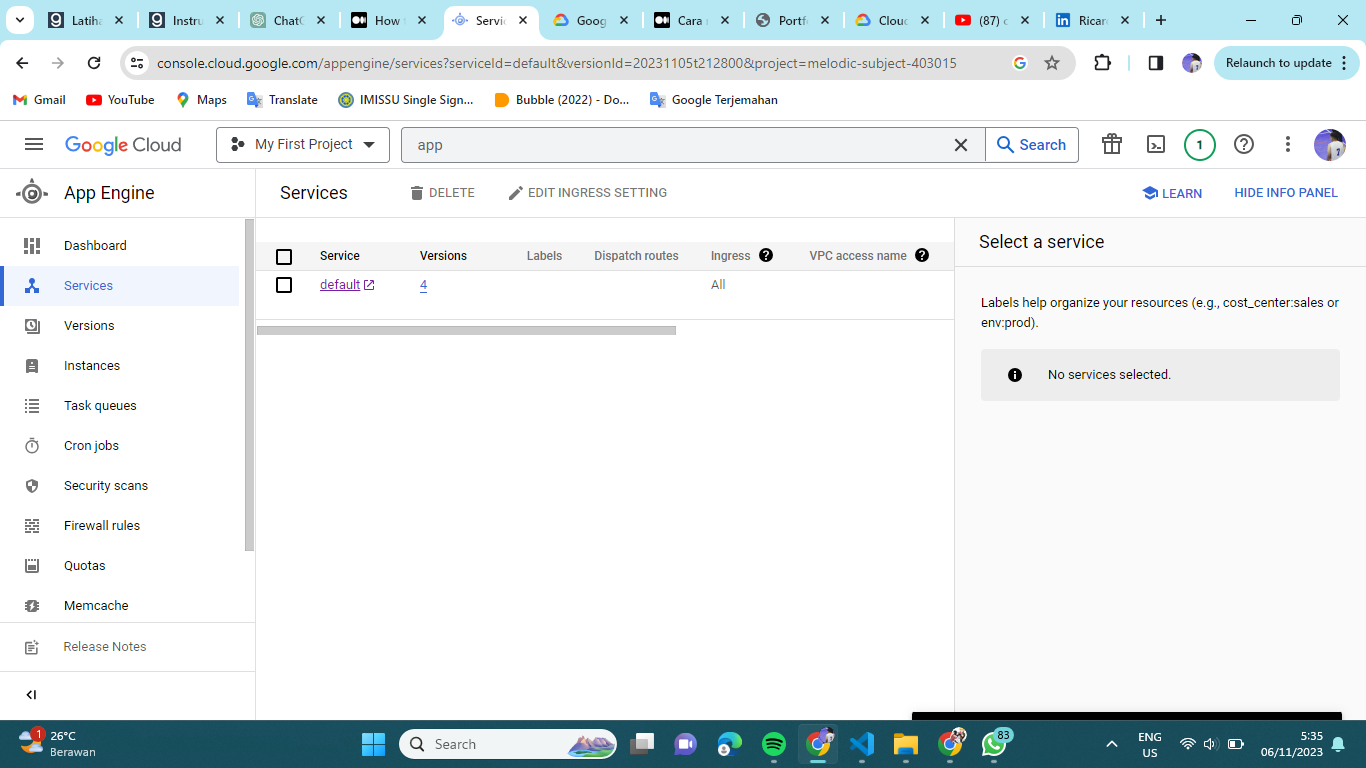 Latiha
Instru
ChatG
How t
Servic
Goog
Cara r
Portfo
Cloud
(87) c
Ricar
console.cloud.google.com/appengine/services?serviceId=default&versionId=20231105t212800&project=melodic-subject-403015
Relaunch to update
Gmail
YouTube
Maps
Translate
IMISSU Single Sign...
Bubble (2022) - Do...
Google Terjemahan
Google Cloud
My First Project
app
Search
1
App Engine
Services
DELETE
EDIT INGRESS SETTING
LEARN
HIDE INFO PANEL
Dashboard
Services
Versions
Instances
Task queues
Cron jobs
Security scans
Firewall rules
Quotas
Memcache
Release Notes
Service Versions Labels Dispatch routes Ingress VPC access name
default 4 All
Select a service
Labels help organize your resources (e.g., cost_center:sales or
env:prod).
No services selected.
1
26°C
Berawan
Search
83
ENG
US
5:35
06/11/2023